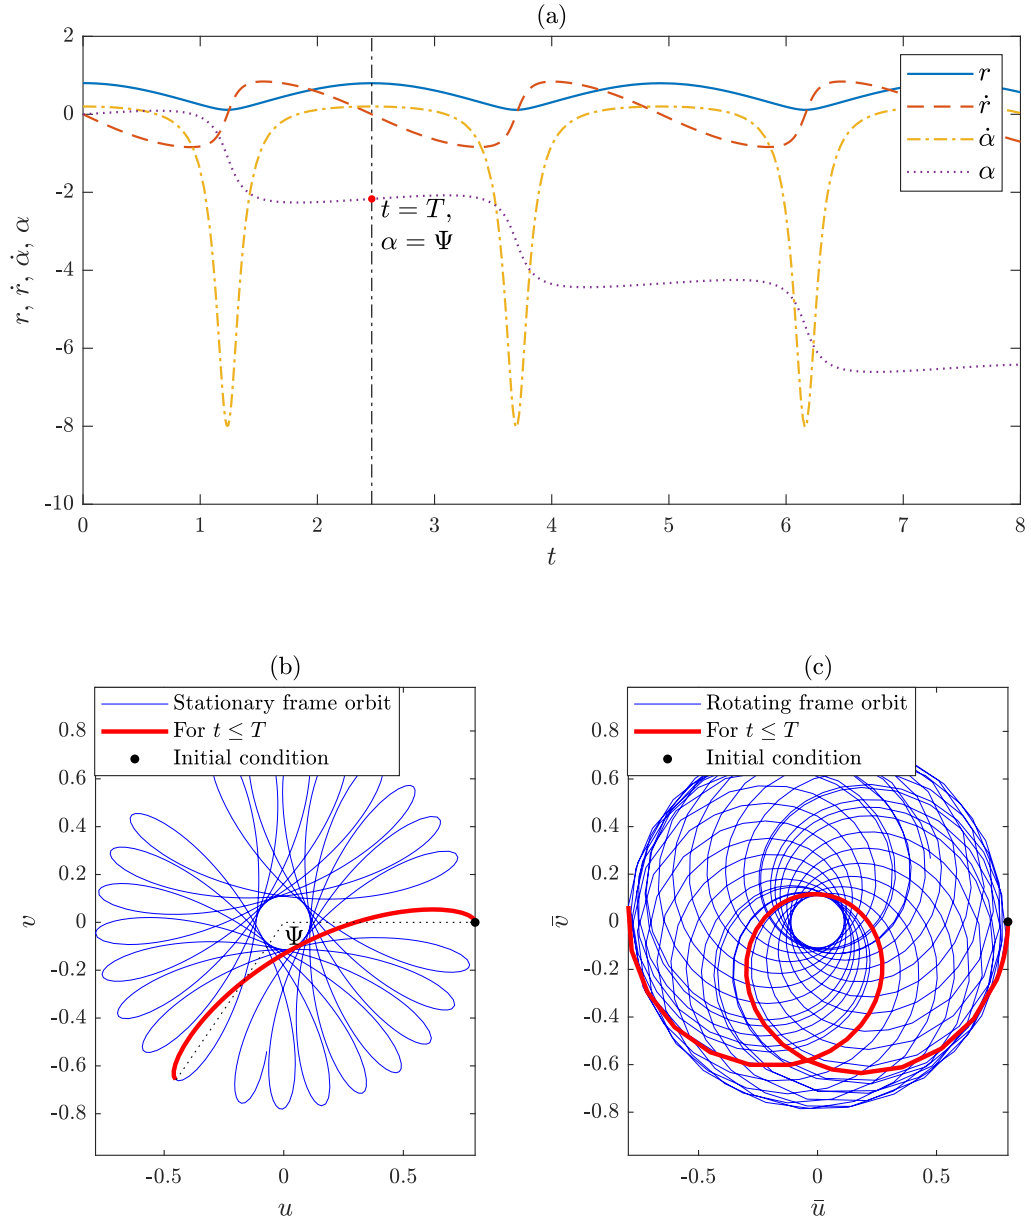 (a)
2
0
-2
-4
-6
-8
-10
r, ṙ, α̇, α
r
ṙ
α̇
α
t = T,
α = Ψ
0 1 2 3 4 5 6 7 8
t
(b)
Stationary frame orbit
For t ≤ T
Initial condition
0.8
0.6
0.4
0.2
0
-0.2
-0.4
-0.6
-0.8
v
Ψ
-0.5 0 0.5
u
(c)
Rotating frame orbit
For t ≤ T
Initial condition
0.8
0.6
0.4
0.2
0
-0.2
-0.4
-0.6
-0.8
v̄
-0.5 0 0.5
ū